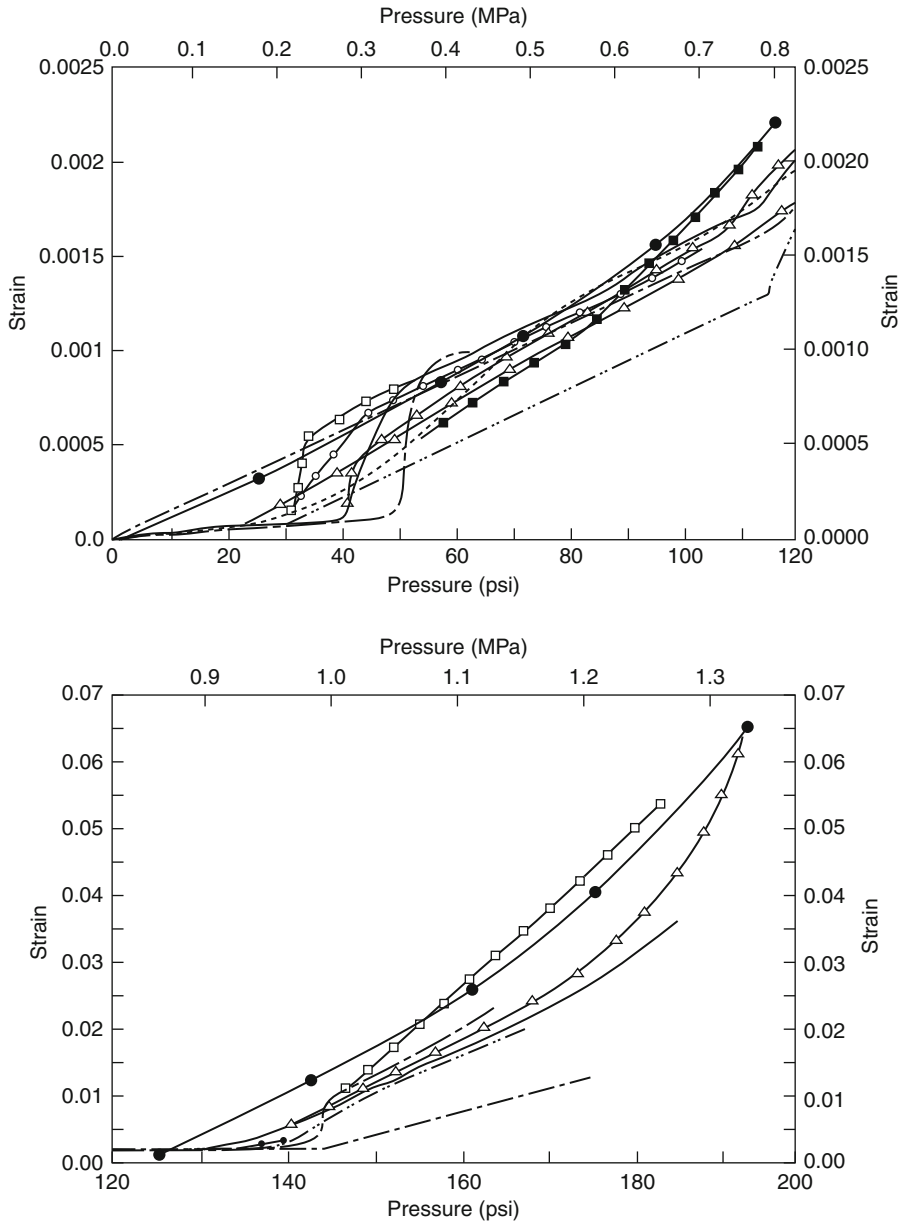 Pressure (MPa)
0.0 0.1 0.2 0.3 0.4 0.5 0.6 0.7 0.8
0.0025 0.0025
0.002 0.0020
0.0015 0.0015
Strain Strain
0.001 0.0010
0.0005 0.0005
0.0 0.0000
0 20 40 60 80 100 120
Pressure (psi)
Pressure (MPa)
0.9 1.0 1.1 1.2 1.3
0.07 0.07
0.06 0.06
0.05 0.05
0.04 0.04
Strain Strain
0.03 0.03
0.02 0.02
0.01 0.01
0.00 0.00
120 140 160 180 200
Pressure (psi)